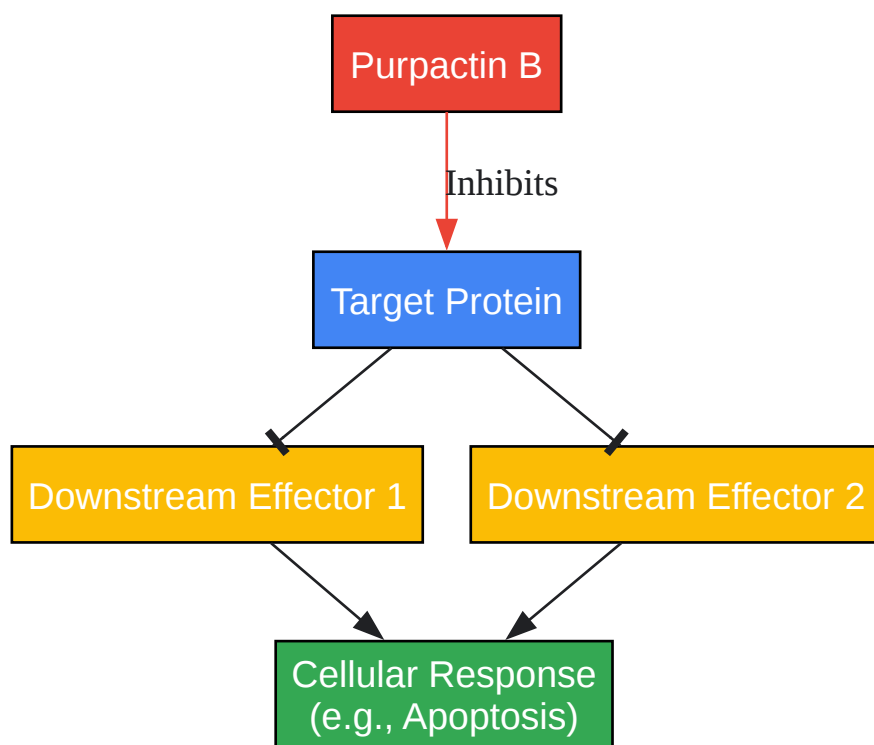 Purpactin B
Inhibits
Target Protein
Downstream Effector 1
Downstream Effector 2
Cellular Response
(e.g., Apoptosis)